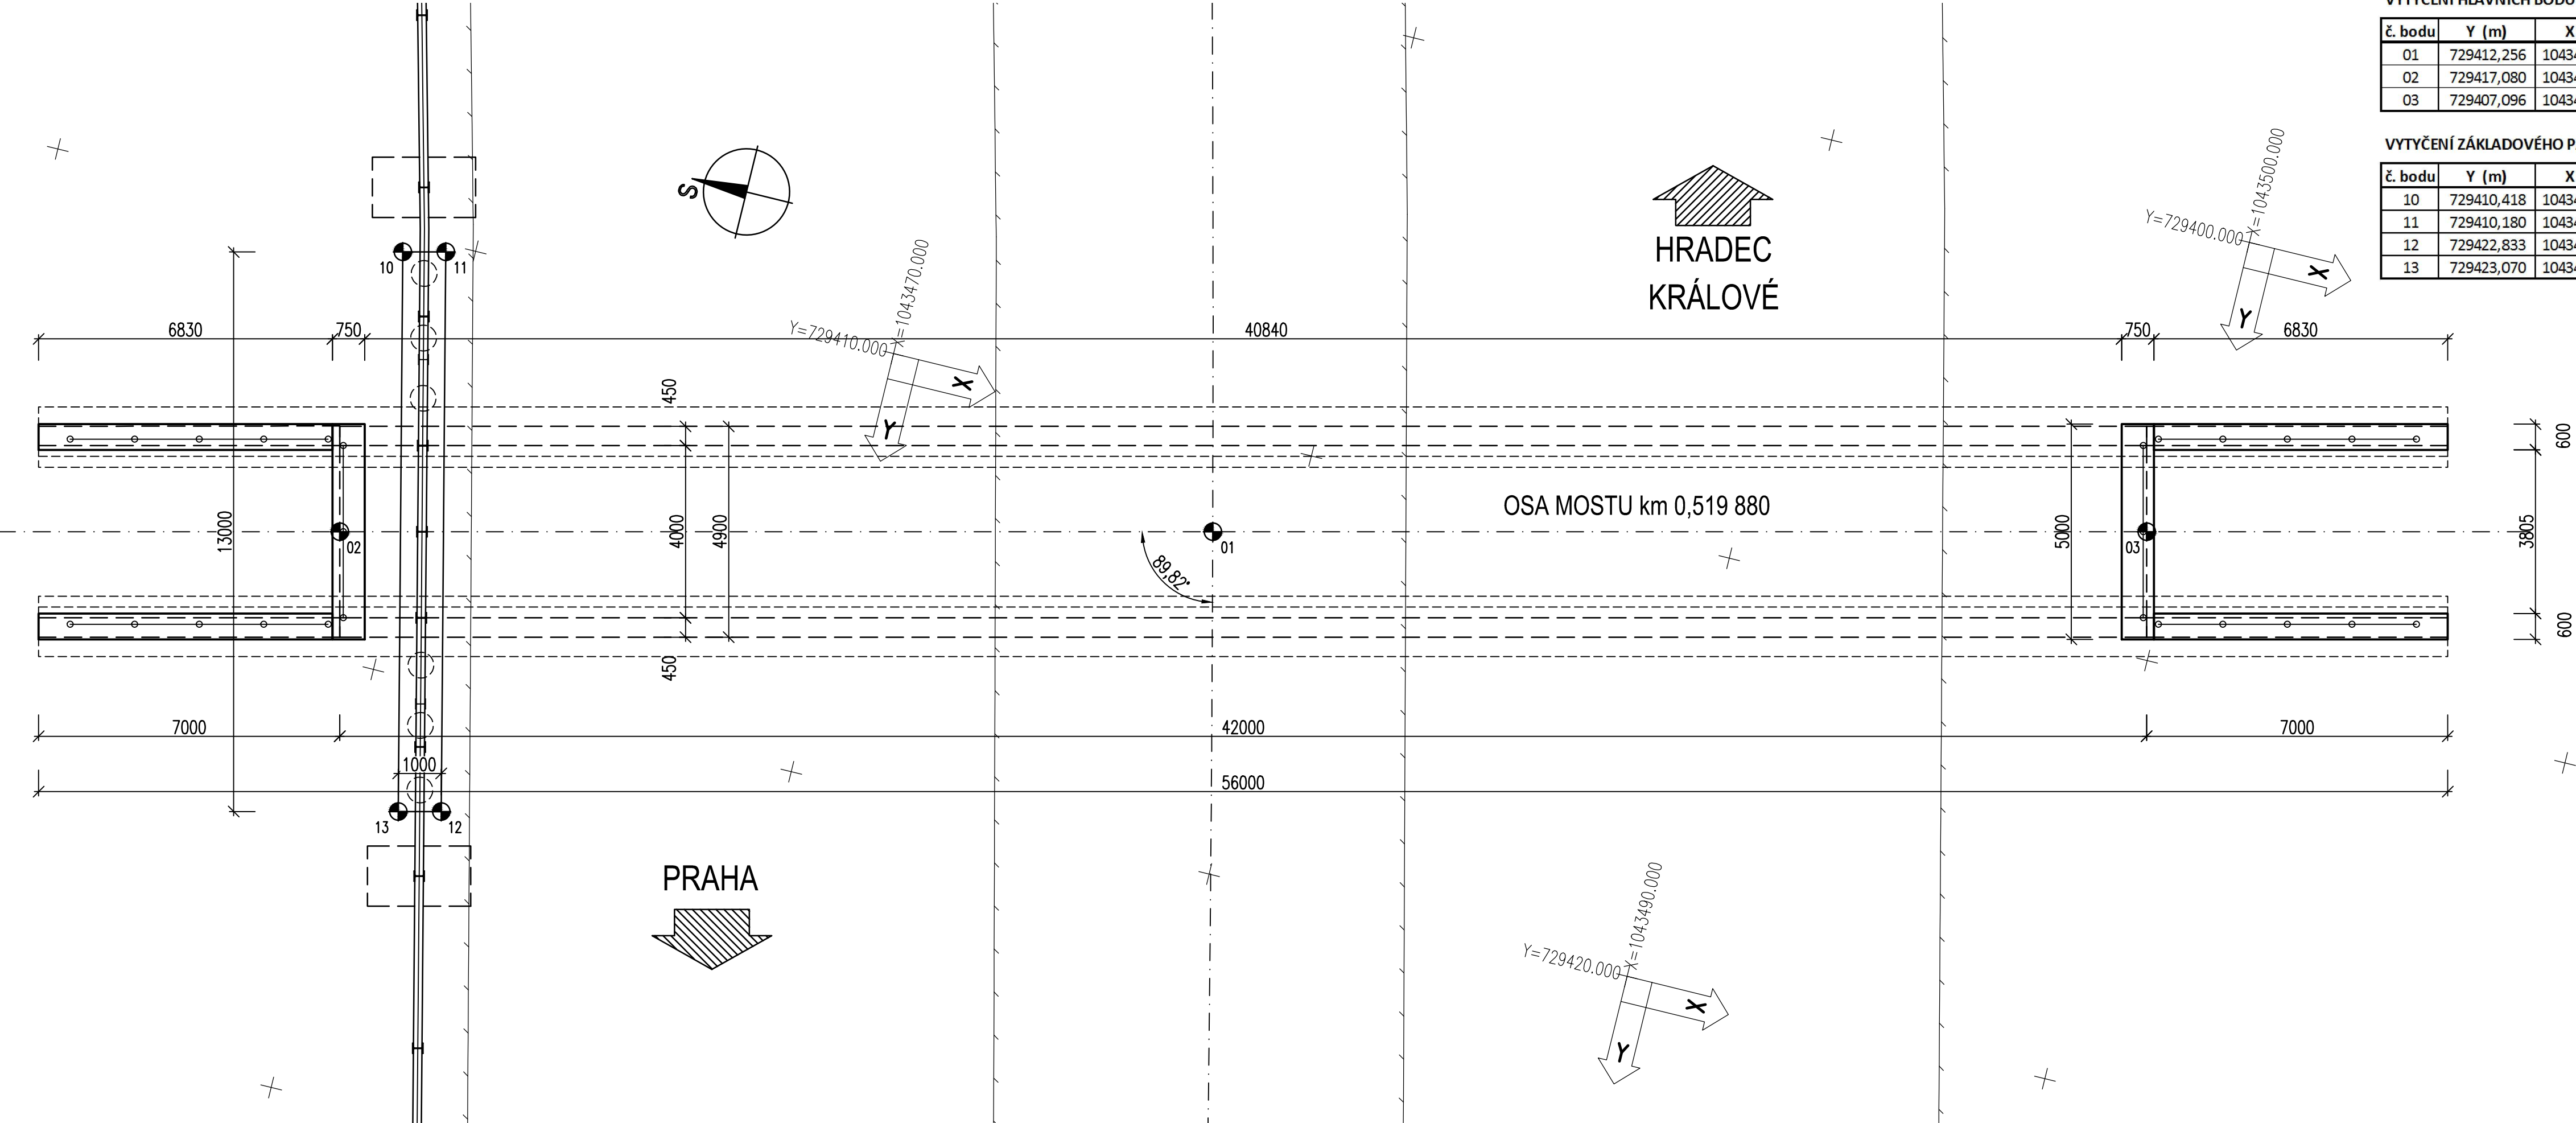 č. bodu Y (m) X
01 729412,256 10434
02 729417,080 10434
03 729407,096 10434
VYTYČENÍ ZÁKLADOVÉHO P
č. bodu Y (m) X
10 729410,418 10434
11 729410,180 10434
12 729422,833 10434
13 729423,070 10434
S
HRADEC
KRÁLOVÉ
Y=729400.000
X=1043500.000
X
Y
10
11
Y=729410.000
X=1043470.000
X
Y
6830
750
40840
750
6830
450
600
13000
02
4000
4900
01
89,82°
OSA MOSTU km 0,519 880
5000
03
3805
450
600
7000
42000
7000
1000
56000
13
12
PRAHA
Y=729420.000
X=1043490.000
X
Y